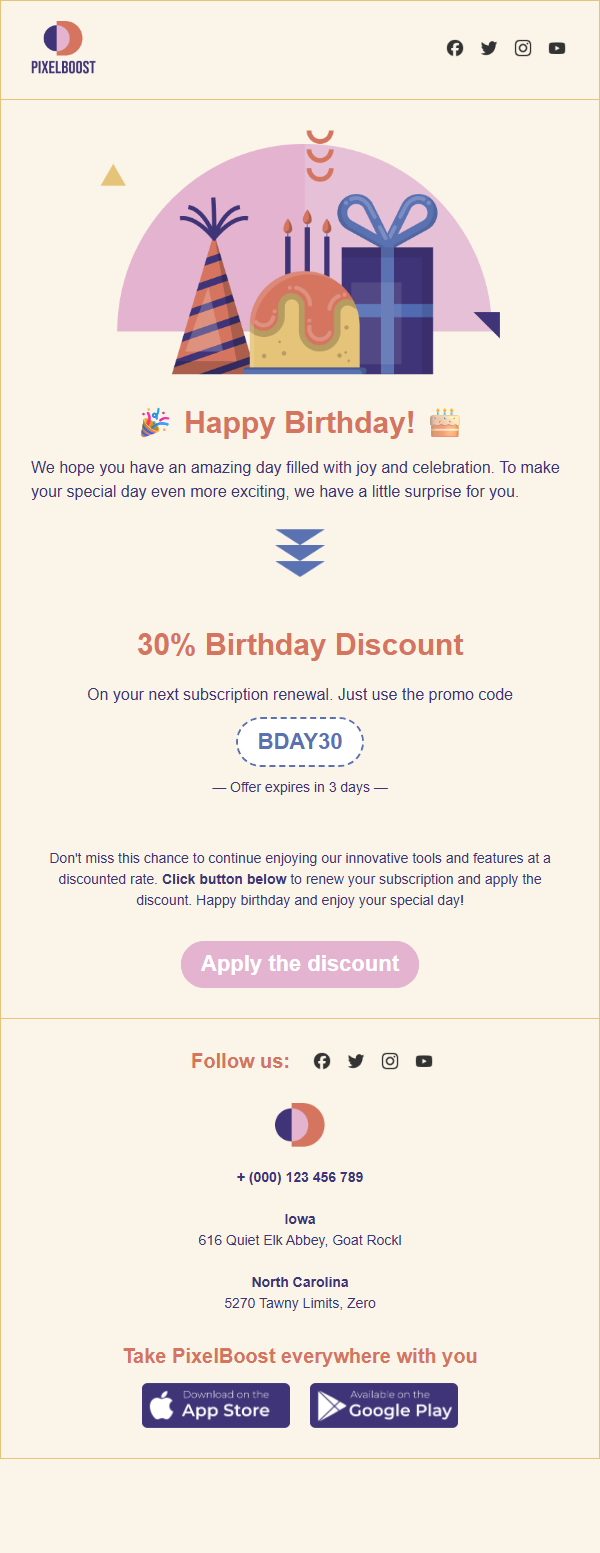 PIXELBOOST
🎉 Happy Birthday! 🎂
We hope you have an amazing day filled with joy and celebration. To make
your special day even more exciting, we have a little surprise for you.
30% Birthday Discount
On your next subscription renewal. Just use the promo code
BDAY30
— Offer expires in 3 days —
Don't miss this chance to continue enjoying our innovative tools and features at a
discounted rate. Click button below to renew your subscription and apply the
discount. Happy birthday and enjoy your special day!
Apply the discount
Follow us:
+ (000) 123 456 789
Iowa
616 Quiet Elk Abbey, Goat Rockl
North Carolina
5270 Tawny Limits, Zero
Take PixelBoost everywhere with you
Download on the
App Store
Available on the
Google Play